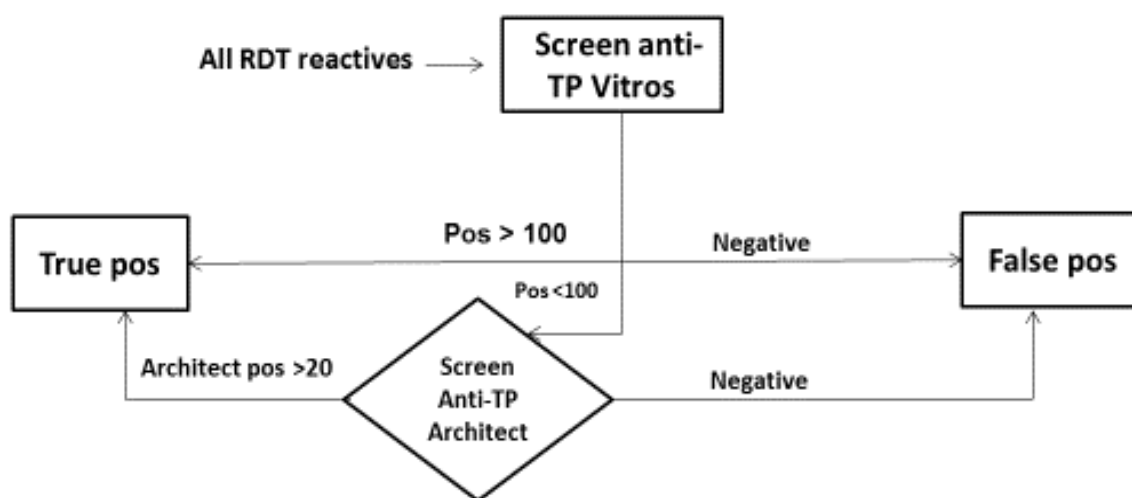 All RDT reactives
Screen anti-
TP Vitros
True pos
Pos > 100
Negative
False pos
Pos <100
Architect pos >20
Screen
Anti-TP
Architect
Negative